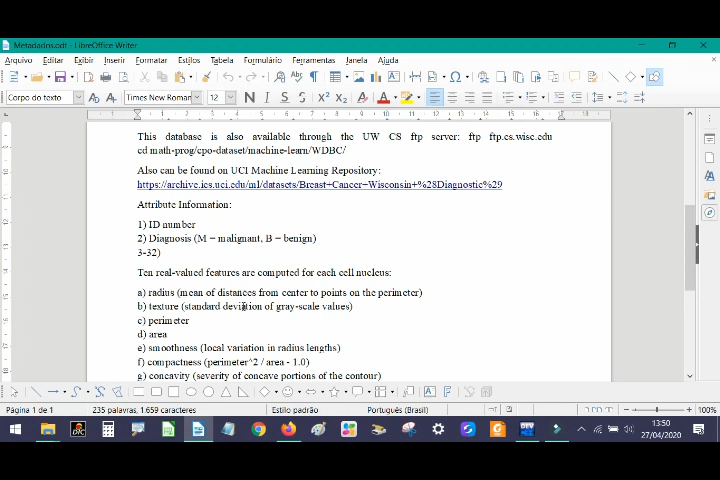 Metadados.odt - LibreOffice Writer
Arquivo Editar Exibir Inserir Formatar Estilos Tabela Formulário Ferramentas Janela Ajuda
Corpo do texto Times New Roman 12
This database is also available through the UW CS ftp server: ftp ftp.cs.wisc.edu
cd math-prog/cpo-dataset/machine-learn/WDBC/
Also can be found on UCI Machine Learning Repository:
https://archive.ics.uci.edu/ml/datasets/Breast+Cancer+Wisconsin+%28Diagnostic%29
Attribute Information:
1) ID number
2) Diagnosis (M = malignant, B = benign)
3-32)
Ten real-valued features are computed for each cell nucleus:
a) radius (mean of distances from center to points on the perimeter)
b) texture (standard deviation of gray-scale values)
c) perimeter
d) area
e) smoothness (local variation in radius lengths)
f) compactness (perimeter^2 / area - 1.0)
g) concavity (severity of concave portions of the contour)
Página 1 de 1 235 palavras, 1.659 caracteres Estilo padrão Português (Brasil) 100%
13:50
27/04/2020